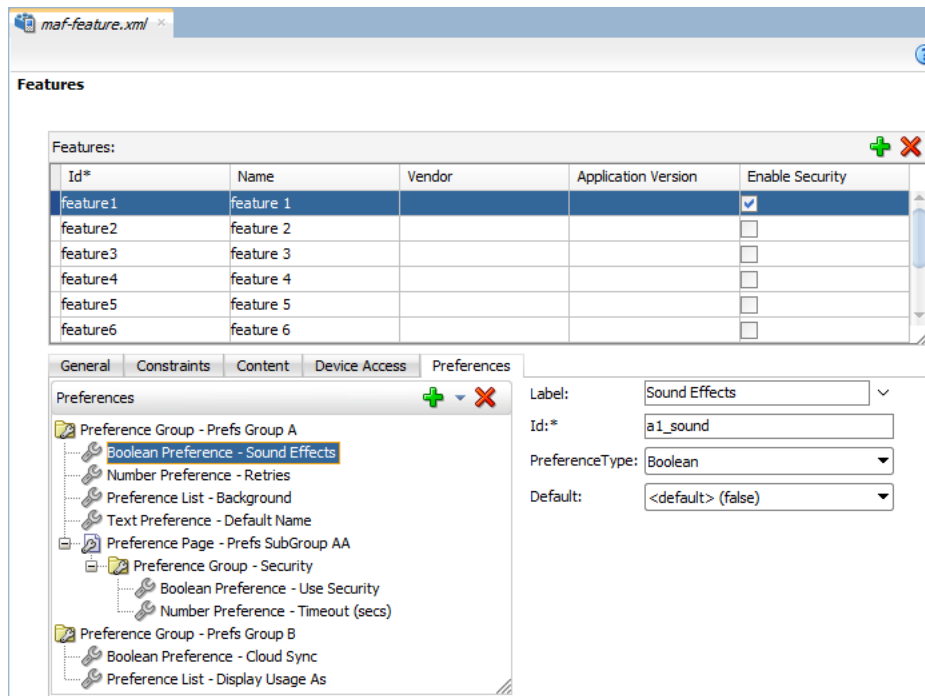 maf-feature.xml
Features
Features:
Id* Name Vendor Application Version Enable Security
feature1 feature 1
feature2 feature 2
feature3 feature 3
feature4 feature 4
feature5 feature 5
feature6 feature 6
General Constraints Content Device Access Preferences
Preferences
Preference Group - Prefs Group A
Boolean Preference - Sound Effects
Number Preference - Retries
Preference List - Background
Text Preference - Default Name
Preference Page - Prefs SubGroup AA
Preference Group - Security
Boolean Preference - Use Security
Number Preference - Timeout (secs)
Preference Group - Prefs Group B
Boolean Preference - Cloud Sync
Preference List - Display Usage As
Label: Sound Effects
Id:* a1_sound
PreferenceType: Boolean
Default: <default> (false)